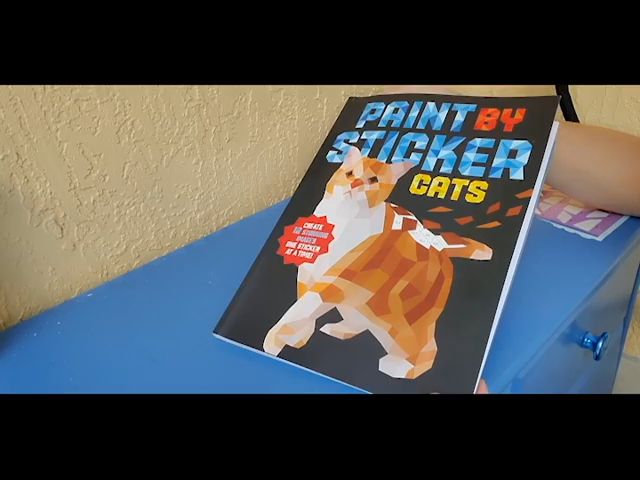 PAINT BY
STICKER
CATS
CREATE
12 STUNNING
IMAGES
ONE STICKER
AT A TIME!